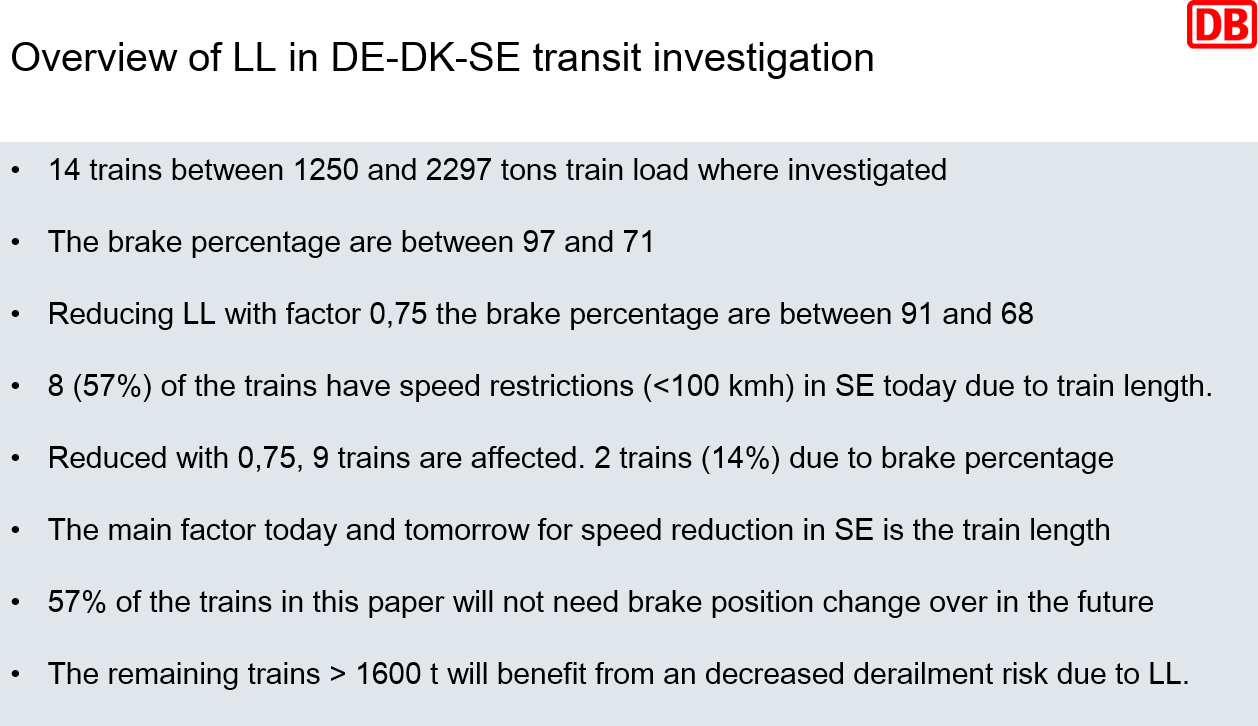 DB
Overview of LL in DE-DK-SE transit investigation
• 14 trains between 1250 and 2297 tons train load where investigated
• The brake percentage are between 97 and 71
• Reducing LL with factor 0,75 the brake percentage are between 91 and 68
• 8 (57%) of the trains have speed restrictions (<100 kmh) in SE today due to train length.
• Reduced with 0,75, 9 trains are affected. 2 trains (14%) due to brake percentage
• The main factor today and tomorrow for speed reduction in SE is the train length
• 57% of the trains in this paper will not need brake position change over in the future
• The remaining trains > 1600 t will benefit from an decreased derailment risk due to LL.